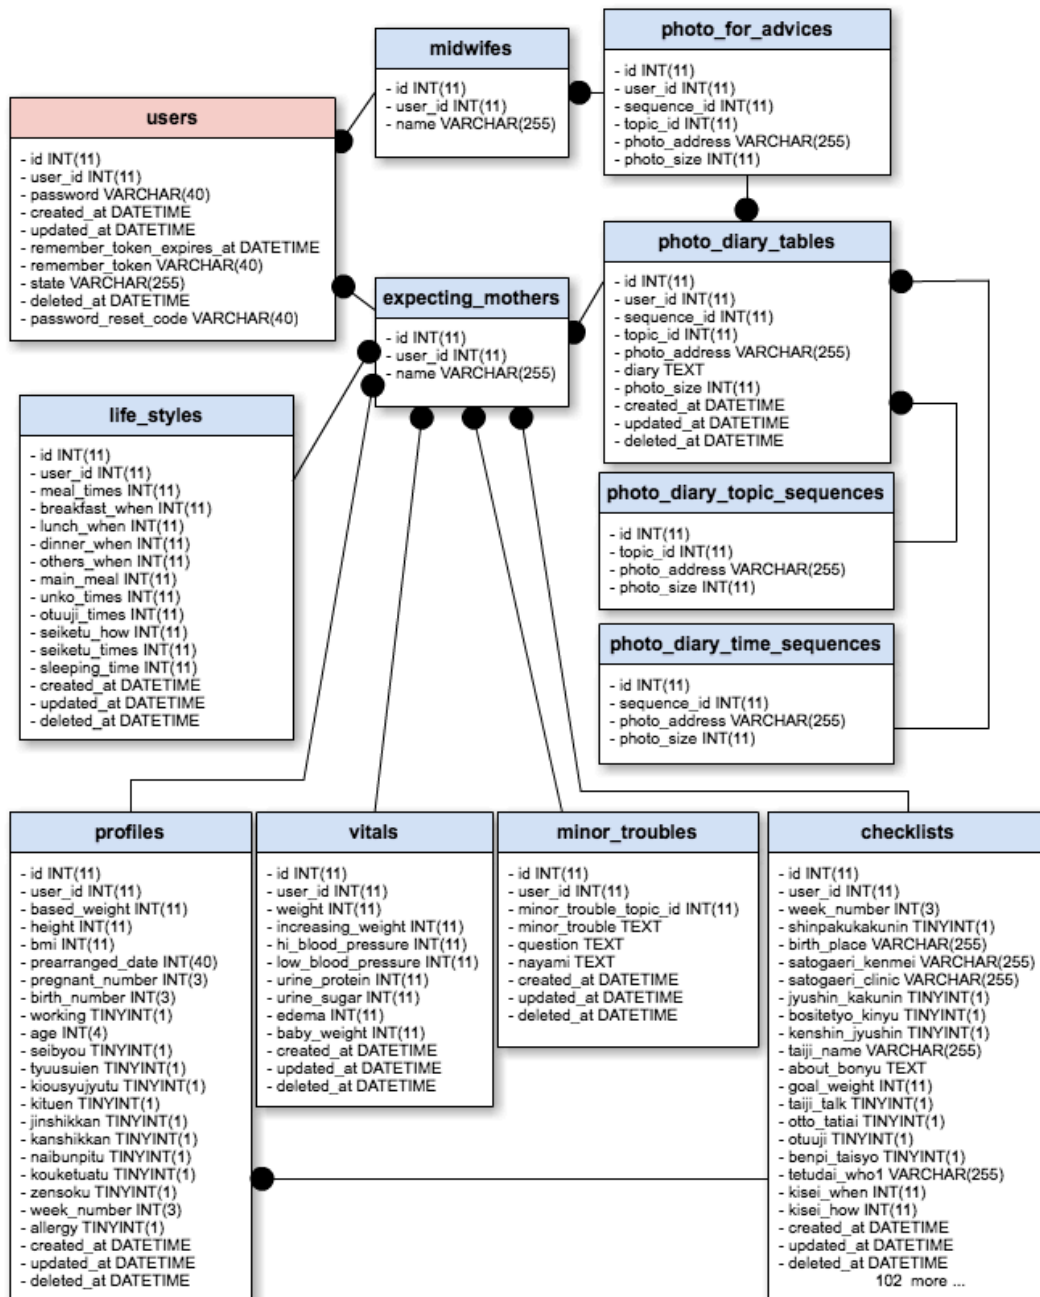 midwifes
- id INT(11)
- user_id INT(11)
- name VARCHAR(255)
photo_for_advices
- id INT(11)
- user_id INT(11)
- sequence_id INT(11)
- topic_id INT(11)
- photo_address VARCHAR(255)
- photo_size INT(11)
users
- id INT(11)
- user_id INT(11)
- password VARCHAR(40)
- created_at DATETIME
- updated_at DATETIME
- remember_token_expires_at DATETIME
- remember_token VARCHAR(40)
- state VARCHAR(255)
- deleted_at DATETIME
- password_reset_code VARCHAR(40)
expecting_mothers
- id INT(11)
- user_id INT(11)
- name VARCHAR(255)
photo_diary_tables
- id INT(11)
- user_id INT(11)
- sequence_id INT(11)
- topic_id INT(11)
- photo_address VARCHAR(255)
- diary TEXT
- photo_size INT(11)
- created_at DATETIME
- updated_at DATETIME
- deleted_at DATETIME
life_styles
- id INT(11)
- user_id INT(11)
- meal_times INT(11)
- breakfast_when INT(11)
- lunch_when INT(11)
- dinner_when INT(11)
- others_when INT(11)
- main_meal INT(11)
- unko_times INT(11)
- otuuji_times INT(11)
- seiketu_how INT(11)
- seiketu_times INT(11)
- sleeping_time INT(11)
- created_at DATETIME
- updated_at DATETIME
- deleted_at DATETIME
photo_diary_topic_sequences
- id INT(11)
- topic_id INT(11)
- photo_address VARCHAR(255)
- photo_size INT(11)
photo_diary_time_sequences
- id INT(11)
- sequence_id INT(11)
- photo_address VARCHAR(255)
- photo_size INT(11)
profiles
- id INT(11)
- user_id INT(11)
- based_weight INT(11)
- height INT(11)
- bmi INT(11)
- prearranged_date INT(40)
- pregnant_number INT(3)
- birth_number INT(3)
- working TINYINT(1)
- age INT(4)
- seibyou TINYINT(1)
- tyuusuien TINYINT(1)
- kiousyujyutu TINYINT(1)
- kituen TINYINT(1)
- jinshikkan TINYINT(1)
- kanshikkan TINYINT(1)
- naibunpitu TINYINT(1)
- kouketuatu TINYINT(1)
- zensoku TINYINT(1)
- week_number INT(3)
- allergy TINYINT(1)
- created_at DATETIME
- updated_at DATETIME
- deleted_at DATETIME
vitals
- id INT(11)
- user_id INT(11)
- weight INT(11)
- increasing_weight INT(11)
- hi_blood_pressure INT(11)
- low_blood_pressure INT(11)
- urine_protein INT(11)
- urine_sugar INT(11)
- edema INT(11)
- baby_weight INT(11)
- created_at DATETIME
- updated_at DATETIME
- deleted_at DATETIME
minor_troubles
- id INT(11)
- user_id INT(11)
- minor_trouble_topic_id INT(11)
- minor_trouble TEXT
- question TEXT
- nayami TEXT
- created_at DATETIME
- updated_at DATETIME
- deleted_at DATETIME
checklists
- id INT(11)
- user_id INT(11)
- week_number INT(3)
- shinpakukakunin TINYINT(1)
- birth_place VARCHAR(255)
- satogaeri_kenmei VARCHAR(255)
- satogaeri_clinic VARCHAR(255)
- jyushin_kakunin TINYINT(1)
- bositetyo_kinyu TINYINT(1)
- kenshin_jyushin TINYINT(1)
- taiji_name VARCHAR(255)
- about_bonyu TEXT
- goal_weight INT(11)
- taiji_talk TINYINT(1)
- otto_tatiai TINYINT(1)
- otuuji TINYINT(1)
- benpi_taisyo TINYINT(1)
- tetudai_who1 VARCHAR(255)
- kisei_when INT(11)
- kisei_how INT(11)
- created_at DATETIME
- updated_at DATETIME
- deleted_at DATETIME
102 more ...